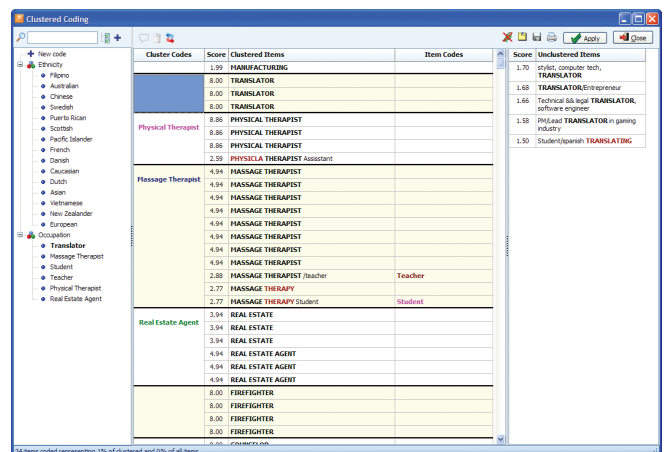 Clustered Coding
Apply
Close
New code
Ethnicity
Filipino
Australian
Chinese
Swedish
Puerto Rican
Scottish
Pacific Islander
French
Danish
Caucasian
Dutch
Asian
Vietnamese
New Zealander
European
Occupation
Translator
Massage Therapist
Student
Teacher
Physical Therapist
Real Estate Agent
Cluster Codes Score Clustered Items Item Codes
1.99 MANUFACTURING
8.00 TRANSLATOR
8.00 TRANSLATOR
8.00 TRANSLATOR
Physical Therapist
8.86 PHYSICAL THERAPIST
8.86 PHYSICAL THERAPIST
8.86 PHYSICAL THERAPIST
2.59 PHYSICLA THERAPIST Assisstant
Massage Therapist
4.94 MASSAGE THERAPIST
4.94 MASSAGE THERAPIST
4.94 MASSAGE THERAPIST
4.94 MASSAGE THERAPIST
4.94 MASSAGE THERAPIST
4.94 MASSAGE THERAPIST
4.94 MASSAGE THERAPIST
4.94 MASSAGE THERAPIST
2.88 MASSAGE THERAPIST /teacher Teacher
2.77 MASSAGE THERAPY
2.77 MASSAGE THERAPY Student Student
Real Estate Agent
3.94 REAL ESTATE
3.94 REAL ESTATE
3.94 REAL ESTATE
4.94 REAL ESTATE AGENT
4.94 REAL ESTATE AGENT
4.94 REAL ESTATE AGENT
8.00 FIREFIGHTER
8.00 FIREFIGHTER
8.00 FIREFIGHTER
8.00 FIREFIGHTER
Score Unclustered Items
1.70 stylist, computer tech,
TRANSLATOR
1.68 TRANSLATOR/Entrepreneur
1.66 Technical && legal TRANSLATOR,
software engineer
1.58 PM/Lead TRANSLATOR in gaming
industry
1.50 Student/spanish TRANSLATING